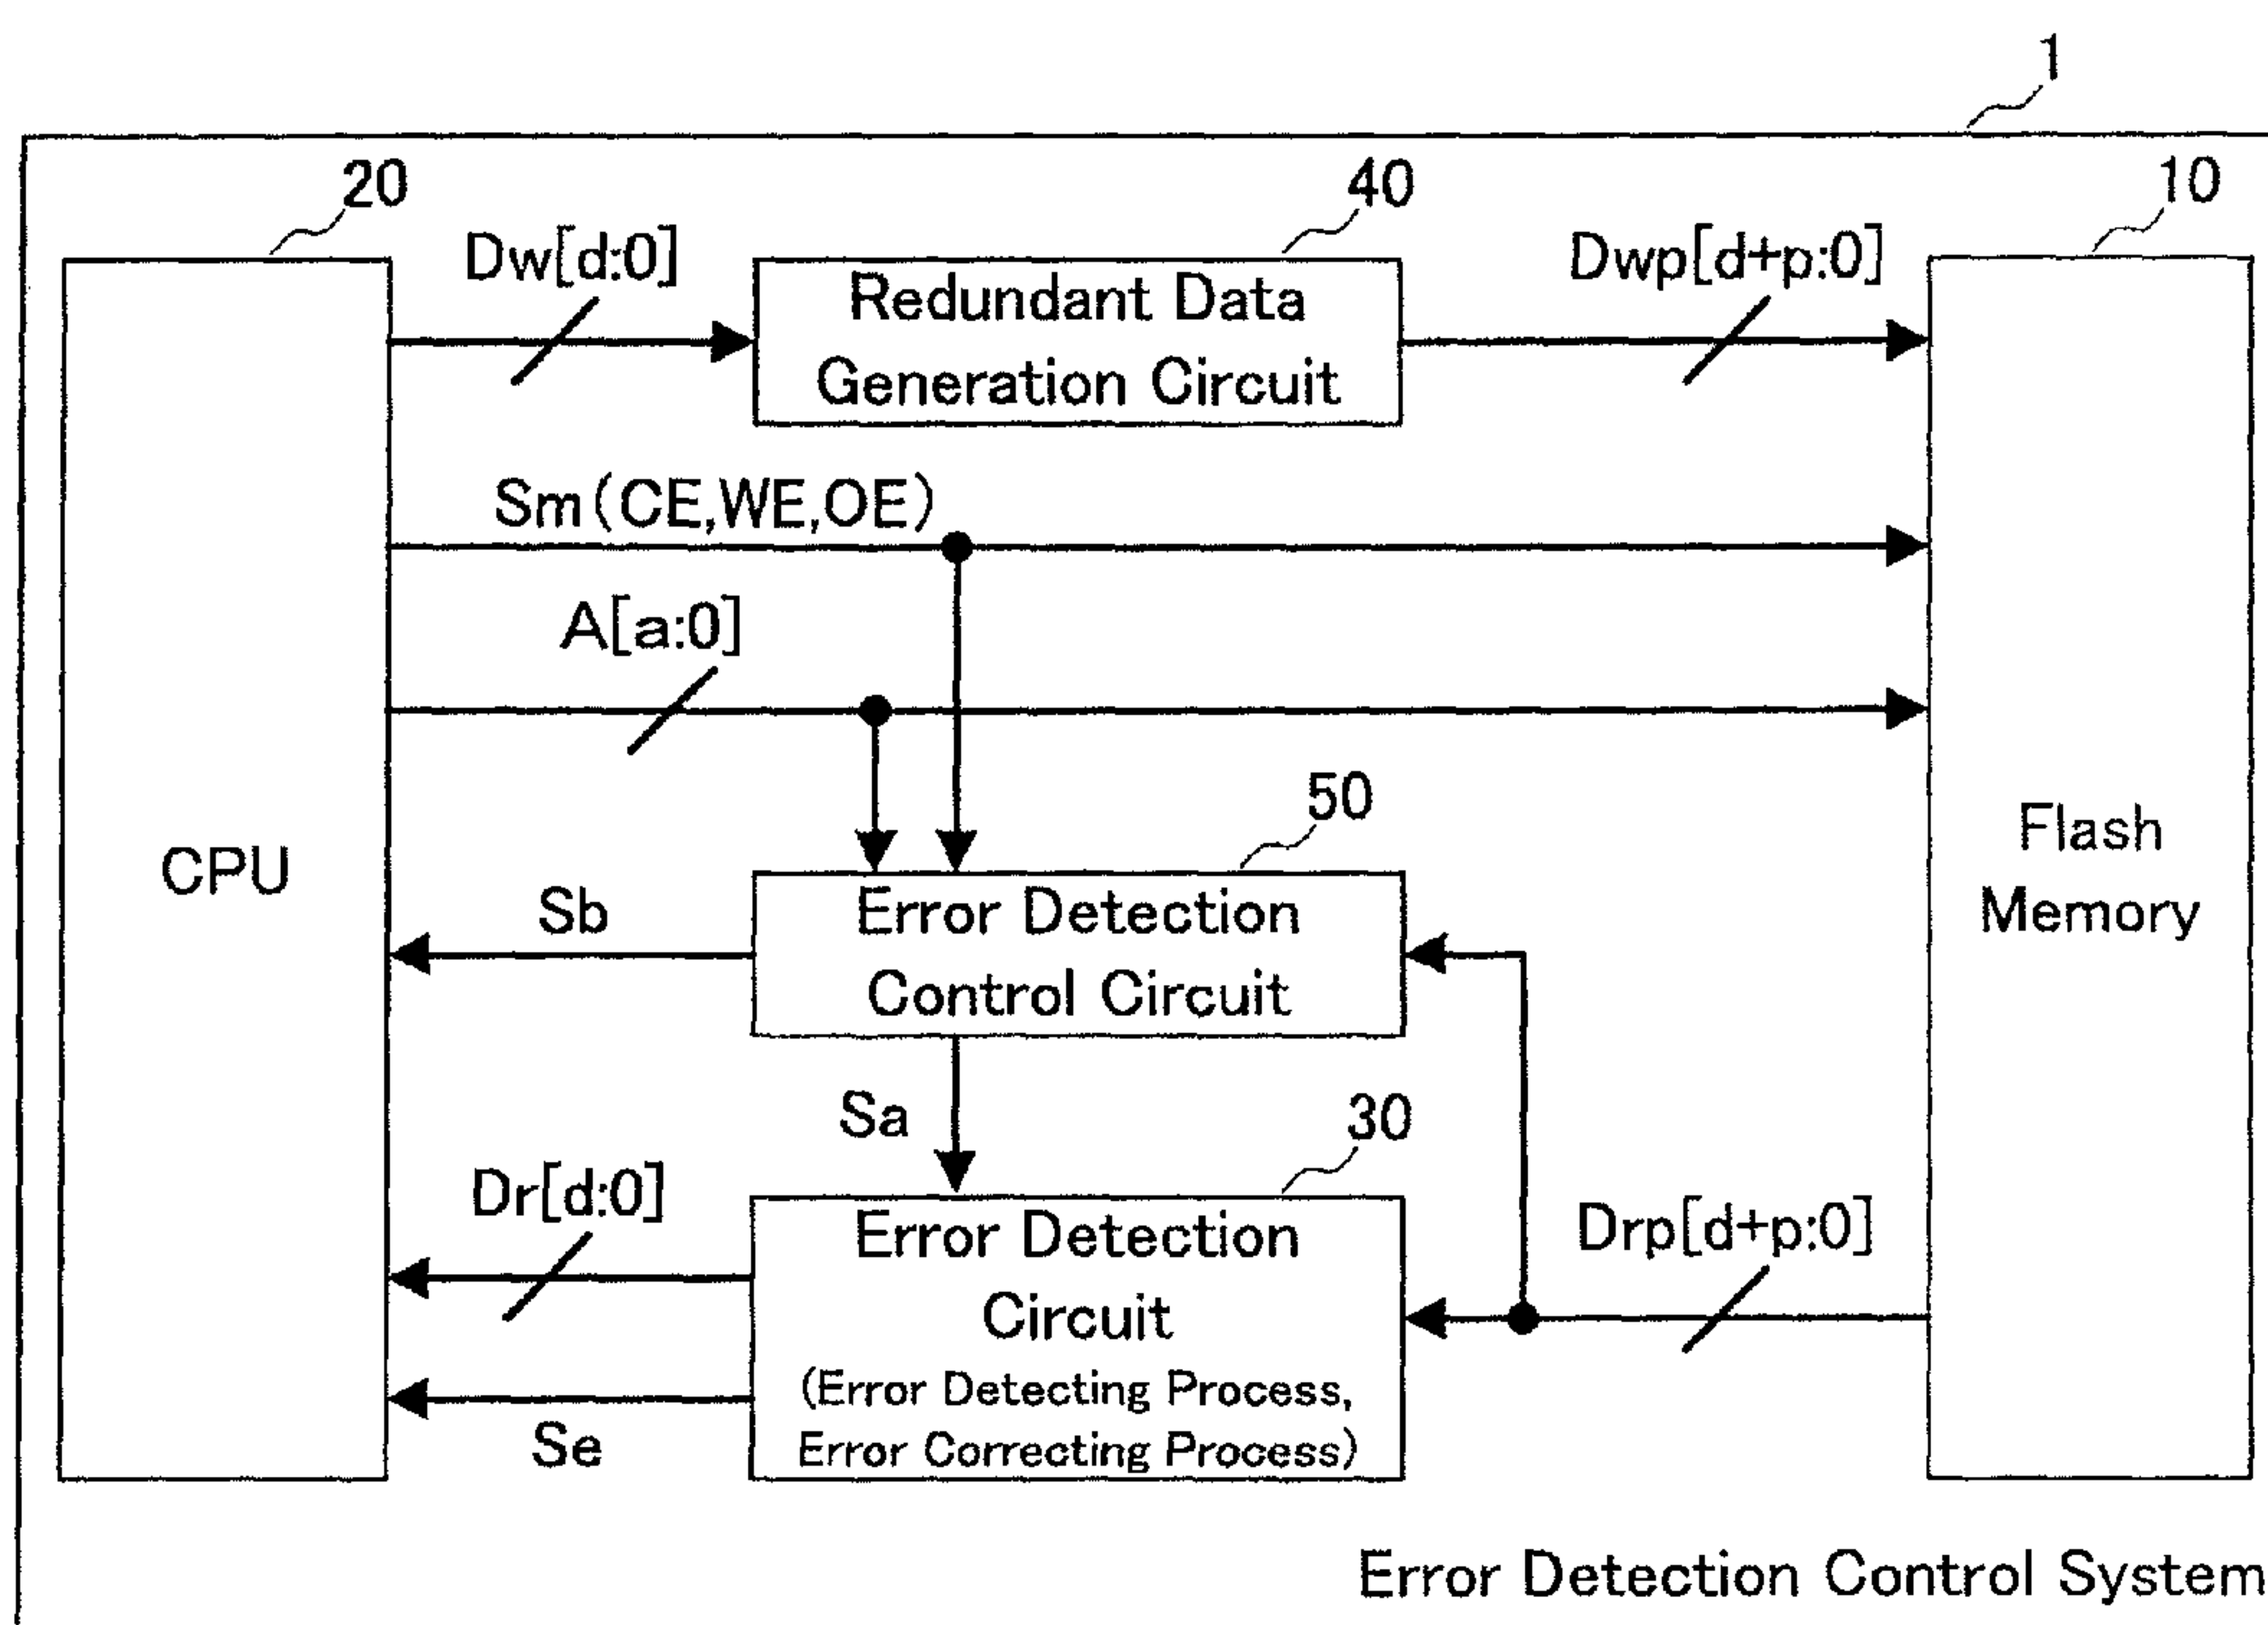 1
20
40
10
Dw[d:0]
Dwp[d+p:0]
Redundant Data
Generation Circuit
Sm(CE,WE,OE)
A[a:0]
50
CPU
Flash
Memory
Sb
Error Detection
Control Circuit
Sa
30
Dr[d:0]
Drp[d+p:0]
Error Detection
Circuit
(Error Detecting Process,
Error Correcting Process)
Se
Error Detection Control System